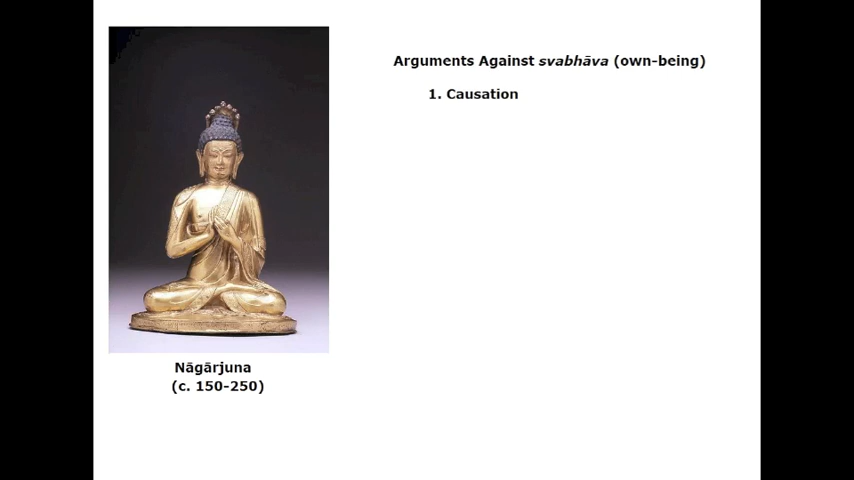 Arguments Against svabhāva (own-being)
1. Causation
Nāgārjuna
(c. 150-250)